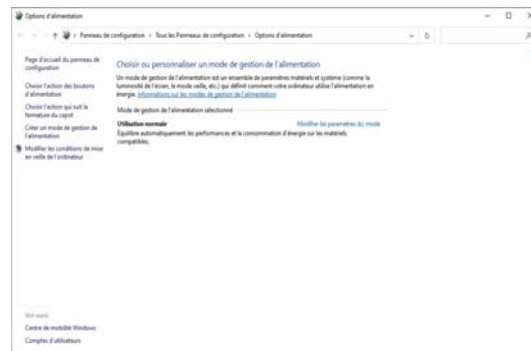 Options d'alimentation
Panneau de configuration > Tous les Panneaux de configuration > Options d'alimentation
Page d'accueil du panneau de
configuration
Choisir l'action des boutons
d'alimentation
Choisir l'action qui suit la
fermeture du capot
Créer un mode de gestion de
l'alimentation
Modifier les conditions de mise
en veille de l'ordinateur
Choisir ou personnaliser un mode de gestion de l'alimentation
Un mode de gestion de l'alimentation est un ensemble de paramètres matériels et système (comme la
luminosité de l'écran, le mode veille, etc.) qui définit comment votre ordinateur utilise l'alimentation en
énergie. Informations sur les modes de gestion de l'alimentation
Mode de gestion de l'alimentation sélectionné
Utilisation normale Modifier les paramètres du mode
Équilibre automatiquement les performances et la consommation d'énergie sur les matériels
compatibles.
Voir aussi
Centre de mobilité Windows
Comptes d'utilisateurs